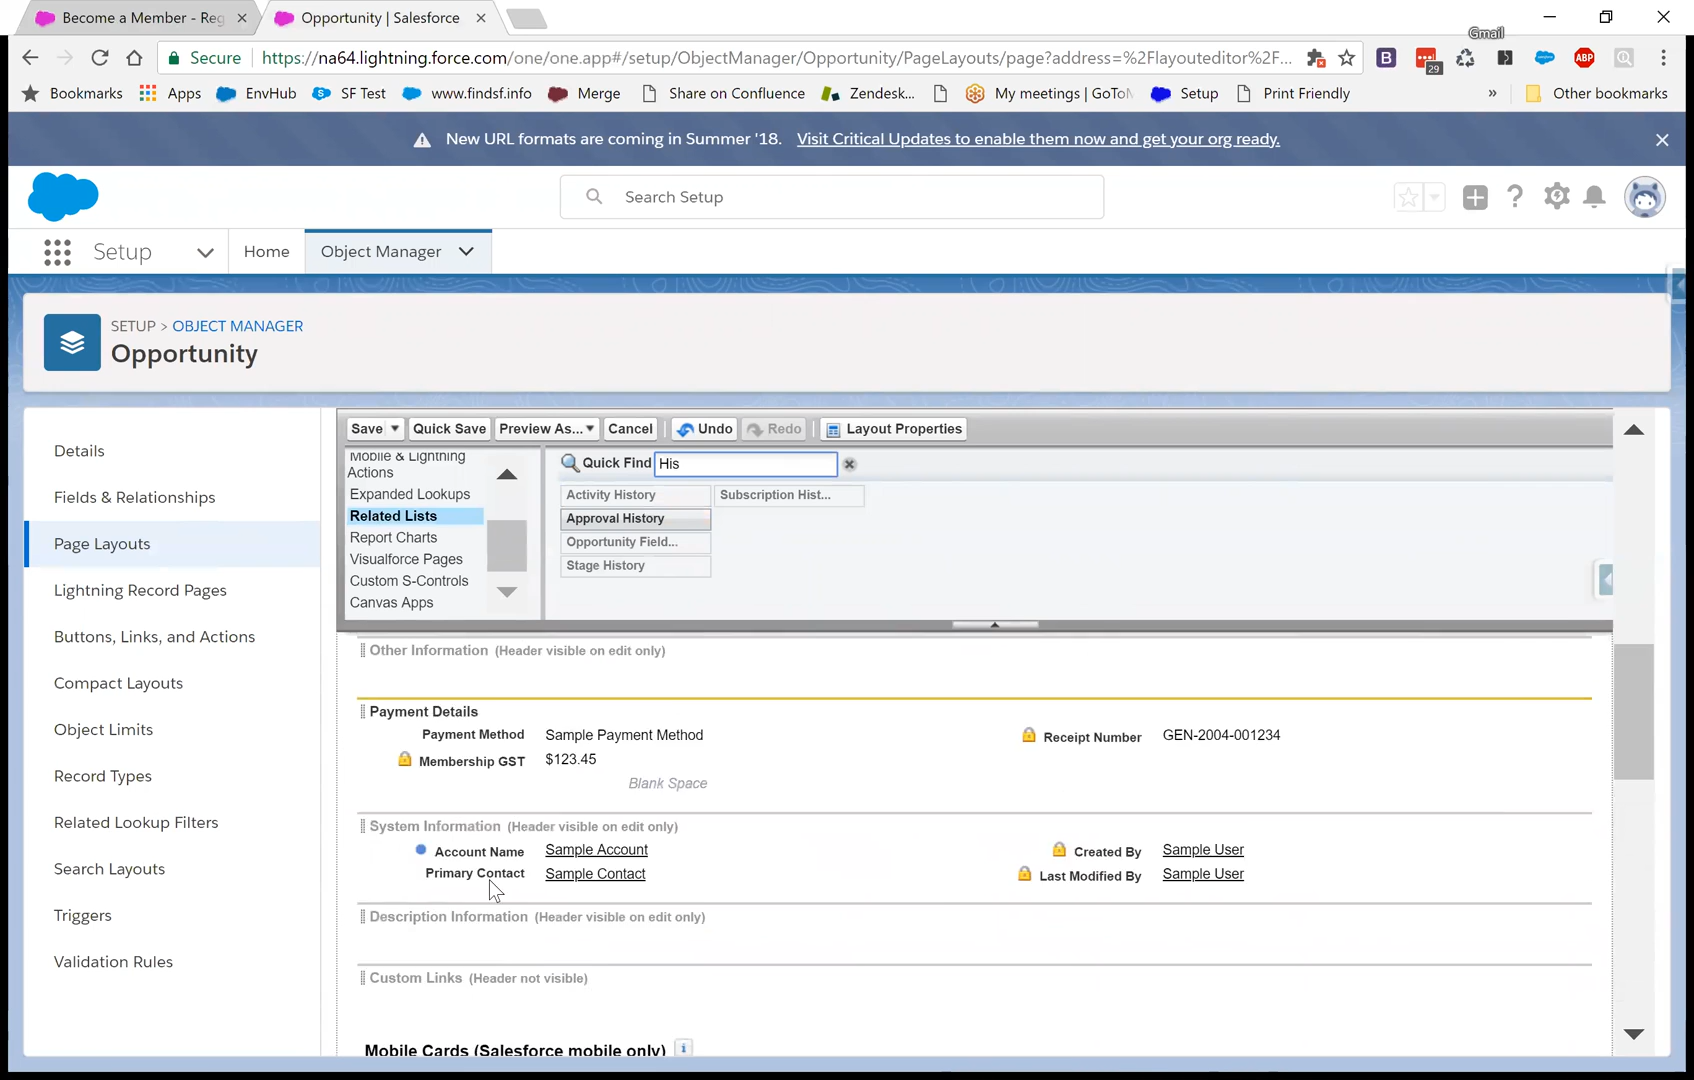 Become a Member - Reg
Opportunity | Salesforce
Gmail
Secure
https://na64.lightning.force.com/one/one.app#/setup/ObjectManager/Opportunity/PageLayouts/page?address=%2Flayouteditor%2F...
29
ABP
Bookmarks
Apps
EnvHub
SF Test
www.findsf.info
Merge
Share on Confluence
Zendesk...
My meetings | GoToM
Setup
Print Friendly
»
Other bookmarks
New URL formats are coming in Summer '18. Visit Critical Updates to enable them now and get your org ready.
Search Setup
Setup
Home
Object Manager
SETUP > OBJECT MANAGER
Opportunity
Details
Fields & Relationships
Page Layouts
Lightning Record Pages
Buttons, Links, and Actions
Compact Layouts
Object Limits
Record Types
Related Lookup Filters
Search Layouts
Triggers
Validation Rules
Save
Quick Save
Preview As...
Cancel
Undo
Redo
Layout Properties
Mobile & Lightning
Actions
Expanded Lookups
Related Lists
Report Charts
Visualforce Pages
Custom S-Controls
Canvas Apps
Quick Find His
Activity History
Subscription Hist...
Approval History
Opportunity Field...
Stage History
Other Information (Header visible on edit only)
Payment Details
Payment Method Sample Payment Method
Receipt Number GEN-2004-001234
Membership GST $123.45
Blank Space
System Information (Header visible on edit only)
Account Name Sample Account
Created By Sample User
Primary Contact Sample Contact
Last Modified By Sample User
Description Information (Header visible on edit only)
Custom Links (Header not visible)
Mobile Cards (Salesforce mobile only)